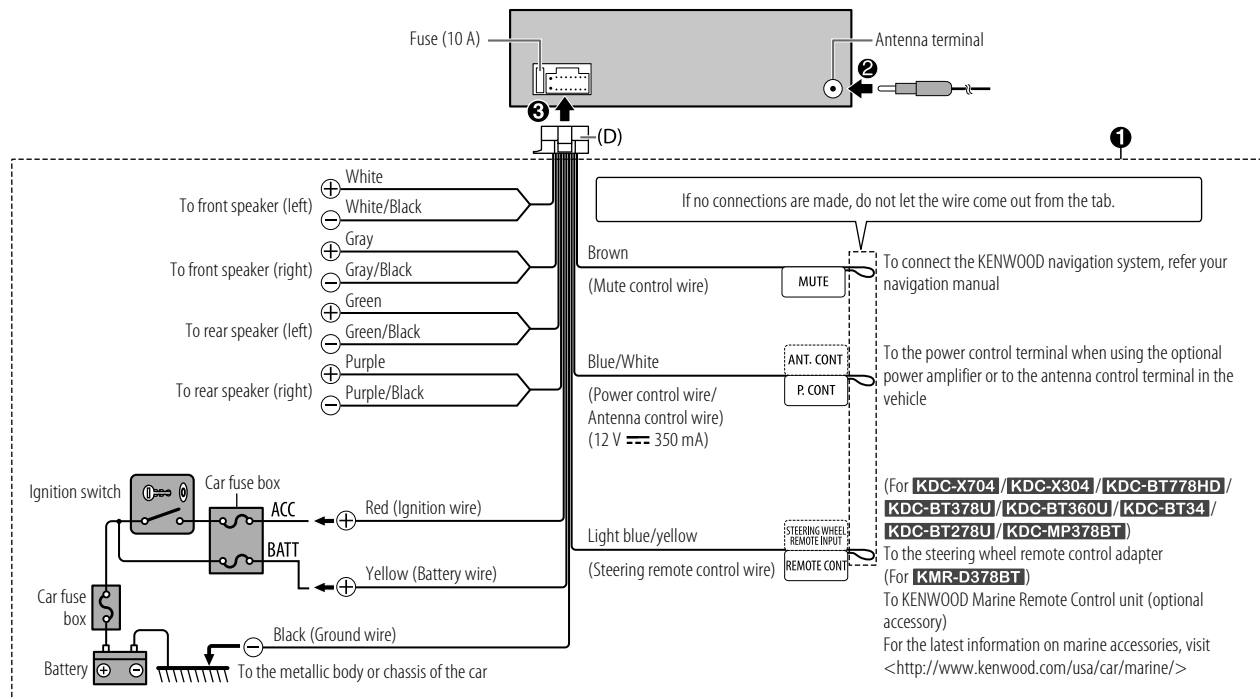 Fuse (10 A)
Antenna terminal
❷
❸
(D)
❶
White
To front speaker (left)
White/Black
Gray
To front speaker (right)
Gray/Black
Green
To rear speaker (left)
Green/Black
Purple
To rear speaker (right)
Purple/Black
If no connections are made, do not let the wire come out from the tab.
Brown
(Mute control wire)
MUTE
To connect the KENWOOD navigation system, refer your
navigation manual
Blue/White
(Power control wire/
Antenna control wire)
(12 V ⎓ 350 mA)
ANT. CONT
P. CONT
To the power control terminal when using the optional
power amplifier or to the antenna control terminal in the
vehicle
Ignition switch
Car fuse box
ACC
Red (Ignition wire)
BATT
Yellow (Battery wire)
Car fuse
box
Black (Ground wire)
Battery
To the metallic body or chassis of the car
Light blue/yellow
(Steering remote control wire)
STEERING WHEEL
REMOTE INPUT
REMOTE CONT
(For KDC-X704 / KDC-X304 / KDC-BT778HD /
KDC-BT378U / KDC-BT360U / KDC-BT34 /
KDC-BT278U / KDC-MP378BT)
To the steering wheel remote control adapter
(For KMR-D378BT)
To KENWOOD Marine Remote Control unit (optional
accessory)
For the latest information on marine accessories, visit
<http://www.kenwood.com/usa/car/marine/>